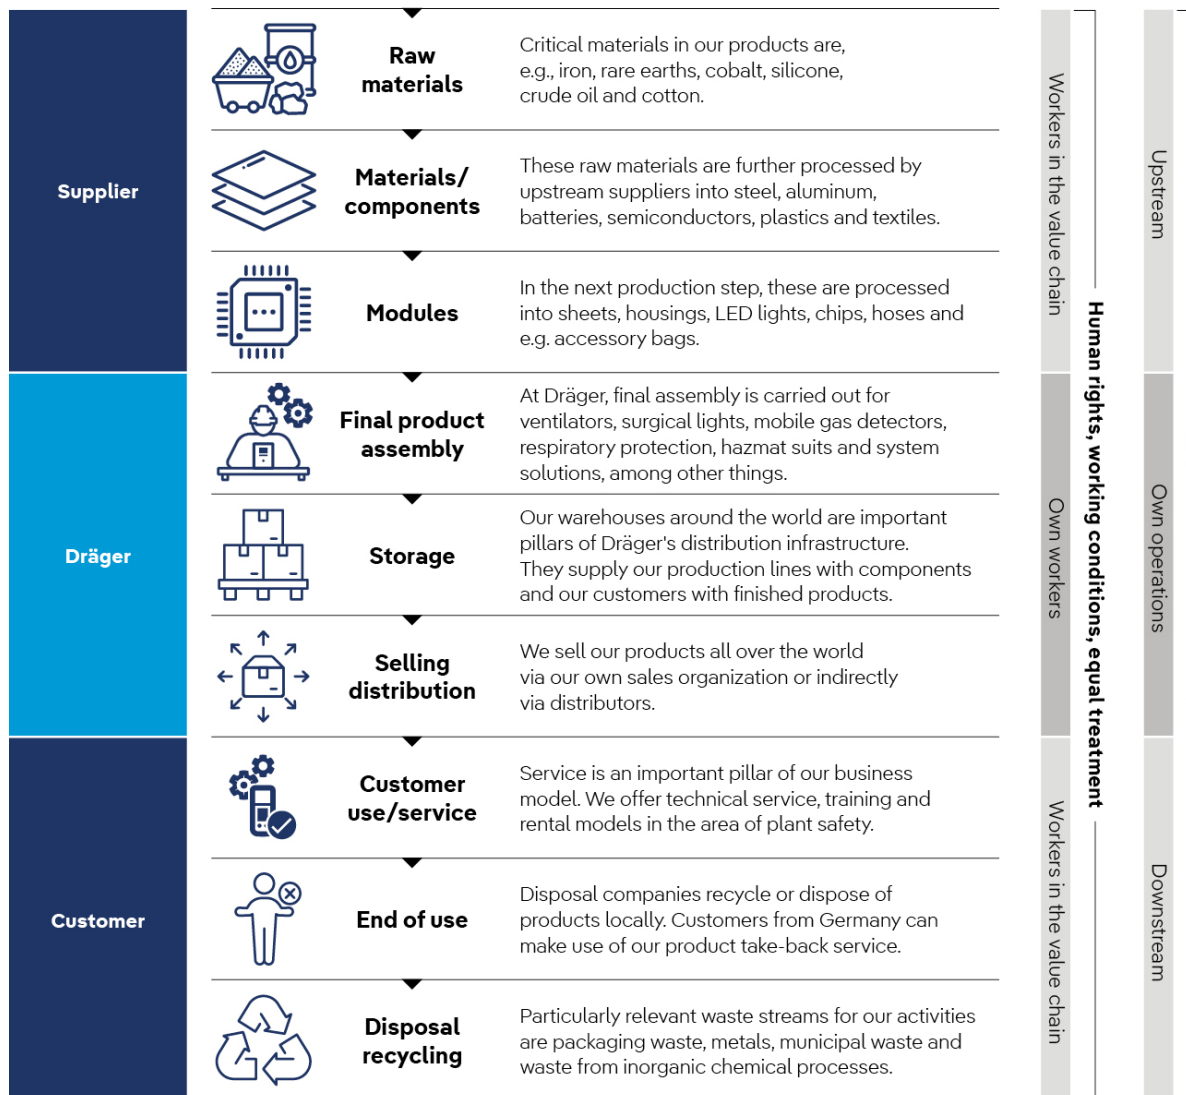 Supplier
Raw
materials
Critical materials in our products are,
e.g., iron, rare earths, cobalt, silicone,
crude oil and cotton.
Materials/
components
These raw materials are further processed by
upstream suppliers into steel, aluminum,
batteries, semiconductors, plastics and textiles.
Modules
In the next production step, these are processed
into sheets, housings, LED lights, chips, hoses and
e.g. accessory bags.
Dräger
Final product
assembly
At Dräger, final assembly is carried out for
ventilators, surgical lights, mobile gas detectors,
respiratory protection, hazmat suits and system
solutions, among other things.
Storage
Our warehouses around the world are important
pillars of Dräger's distribution infrastructure.
They supply our production lines with components
and our customers with finished products.
Selling
distribution
We sell our products all over the world
via our own sales organization or indirectly
via distributors.
Customer
Customer
use/service
Service is an important pillar of our business
model. We offer technical service, training and
rental models in the area of plant safety.
End of use
Disposal companies recycle or dispose of
products locally. Customers from Germany can
make use of our product take-back service.
Disposal
recycling
Particularly relevant waste streams for our activities
are packaging waste, metals, municipal waste and
waste from inorganic chemical processes.
Workers in the value chain
Own workers
Workers in the value chain
Human rights, working conditions, equal treatment
Upstream
Own operations
Downstream